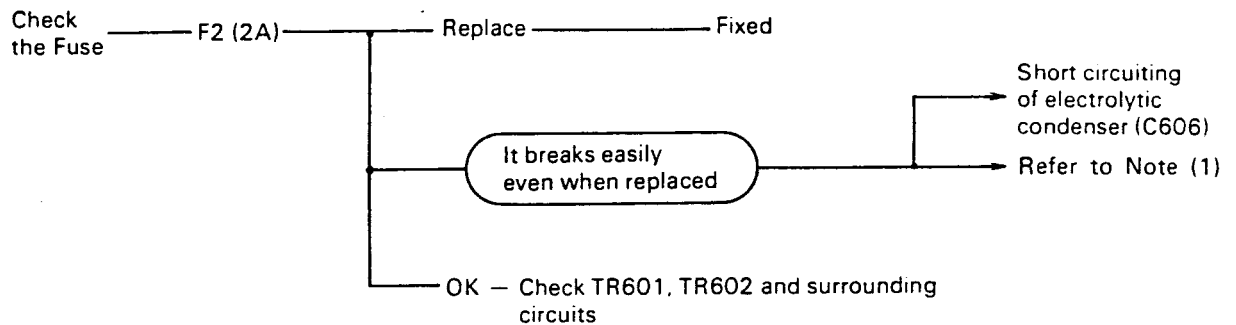 Check
the Fuse
F2 (2A)
Replace
Fixed
Short circuiting
of electrolytic
condenser (C606)
It breaks easily
even when replaced
Refer to Note (1)
OK — Check TR601, TR602 and surrounding
circuits